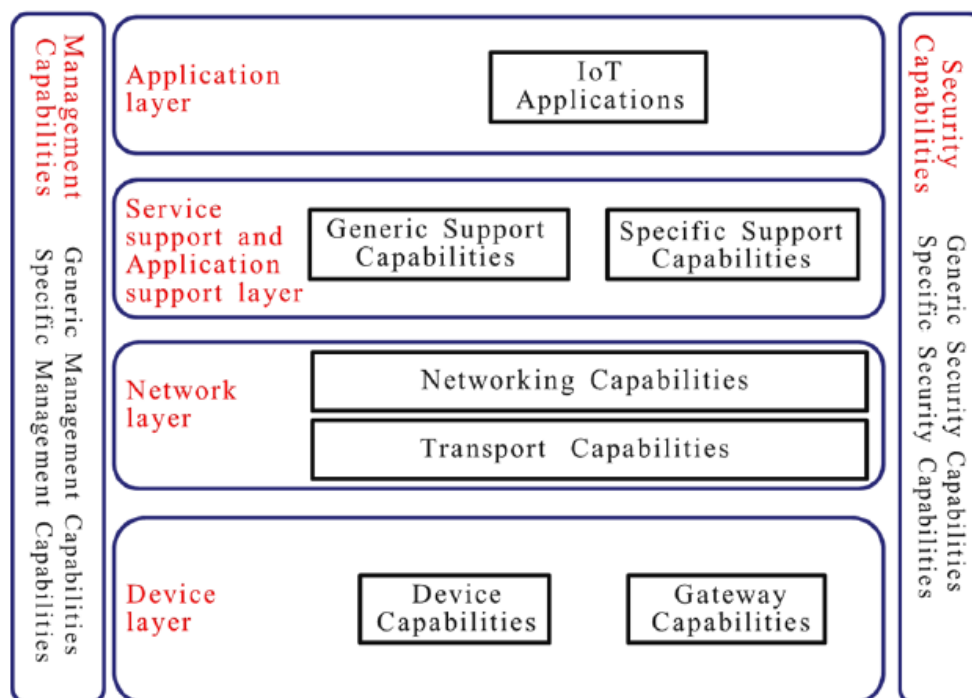 Management
Capabilities
Generic Management Capabilities
Specific Management Capabilities
Application
layer
IoT
Applications
Service
support and
Application
support layer
Generic Support
Capabilities
Specific Support
Capabilities
Network
layer
Networking Capabilities
Transport Capabilities
Device
layer
Device
Capabilities
Gateway
Capabilities
Security
Capabilities
Generic Security Capabilities
Specific Security Capabilities